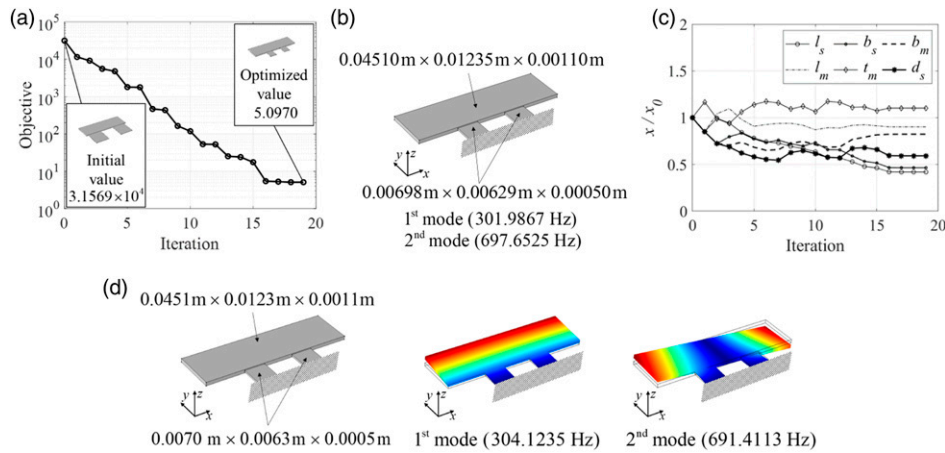 (a)
10^5
10^4
10^3
10^2
10^1
10^0
Objective
Optimized
value
5.0970
Initial
value
3.1569×10^4
0 5 10 15 20
Iteration
(b)
0.04510m×0.01235m×0.00110m
y z
x
0.00698m×0.00629m×0.00050m
1st mode (301.9867 Hz)
2nd mode (697.6525 Hz)
(c)
2
1.5
1
0.5
0
x / x_0
l_s b_s b_m
l_m t_m d_s
0 5 10 15 20
Iteration
(d)
0.0451m×0.0123m×0.0011m
y z
x
0.0070 m×0.0063m×0.0005m
y z
x
1st mode (304.1235 Hz)
y z
x
2nd mode (691.4113 Hz)